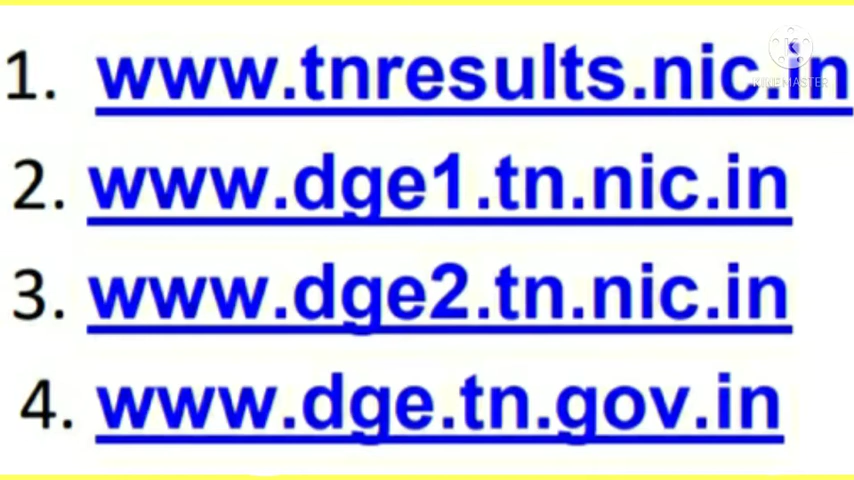 1. www.tnresults.nic.in
KINEMASTER
2. www.dge1.tn.nic.in
3. www.dge2.tn.nic.in
4. www.dge.tn.gov.in